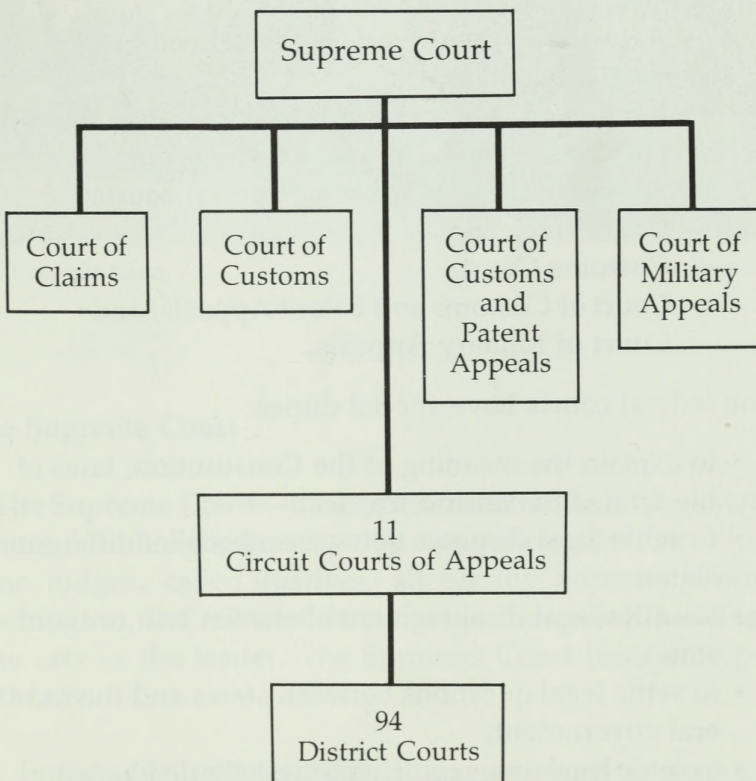 Supreme Court
Court of
Claims
Court of
Customs
Court of
Customs
and
Patent
Appeals
Court of
Military
Appeals
11
Circuit Courts of Appeals
94
District Courts